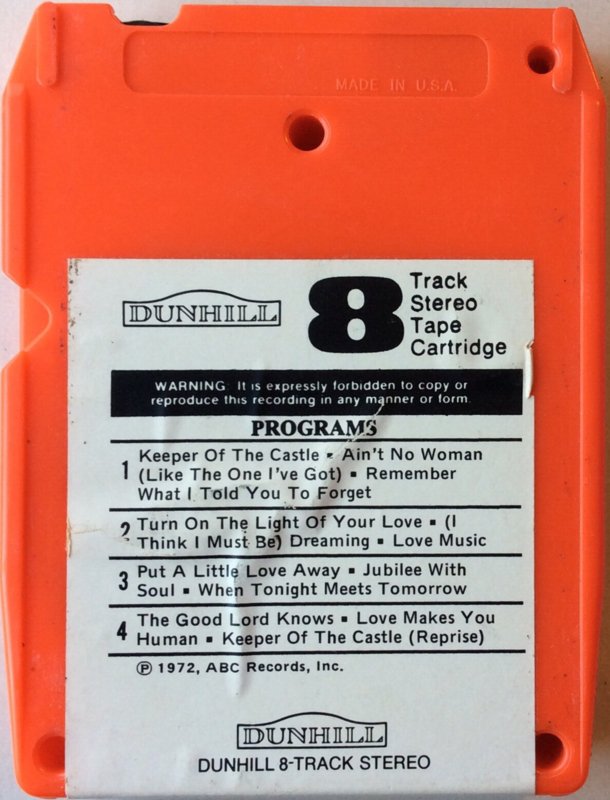 MADE IN U.S.A.
DUNHILL
8
Track
Stereo
Tape
Cartridge
WARNING: It is expressly forbidden to copy or
reproduce this recording in any manner or form.
PROGRAMS
1 Keeper Of The Castle ▪ Ain't No Woman
(Like The One I've Got) ▪ Remember
What I Told You To Forget
2 Turn On The Light Of Your Love ▪ (I
Think I Must Be) Dreaming ▪ Love Music
3 Put A Little Love Away ▪ Jubilee With
Soul ▪ When Tonight Meets Tomorrow
4 The Good Lord Knows ▪ Love Makes You
Human ▪ Keeper Of The Castle (Reprise)
℗ 1972, ABC Records, Inc.
DUNHILL
DUNHILL 8-TRACK STEREO